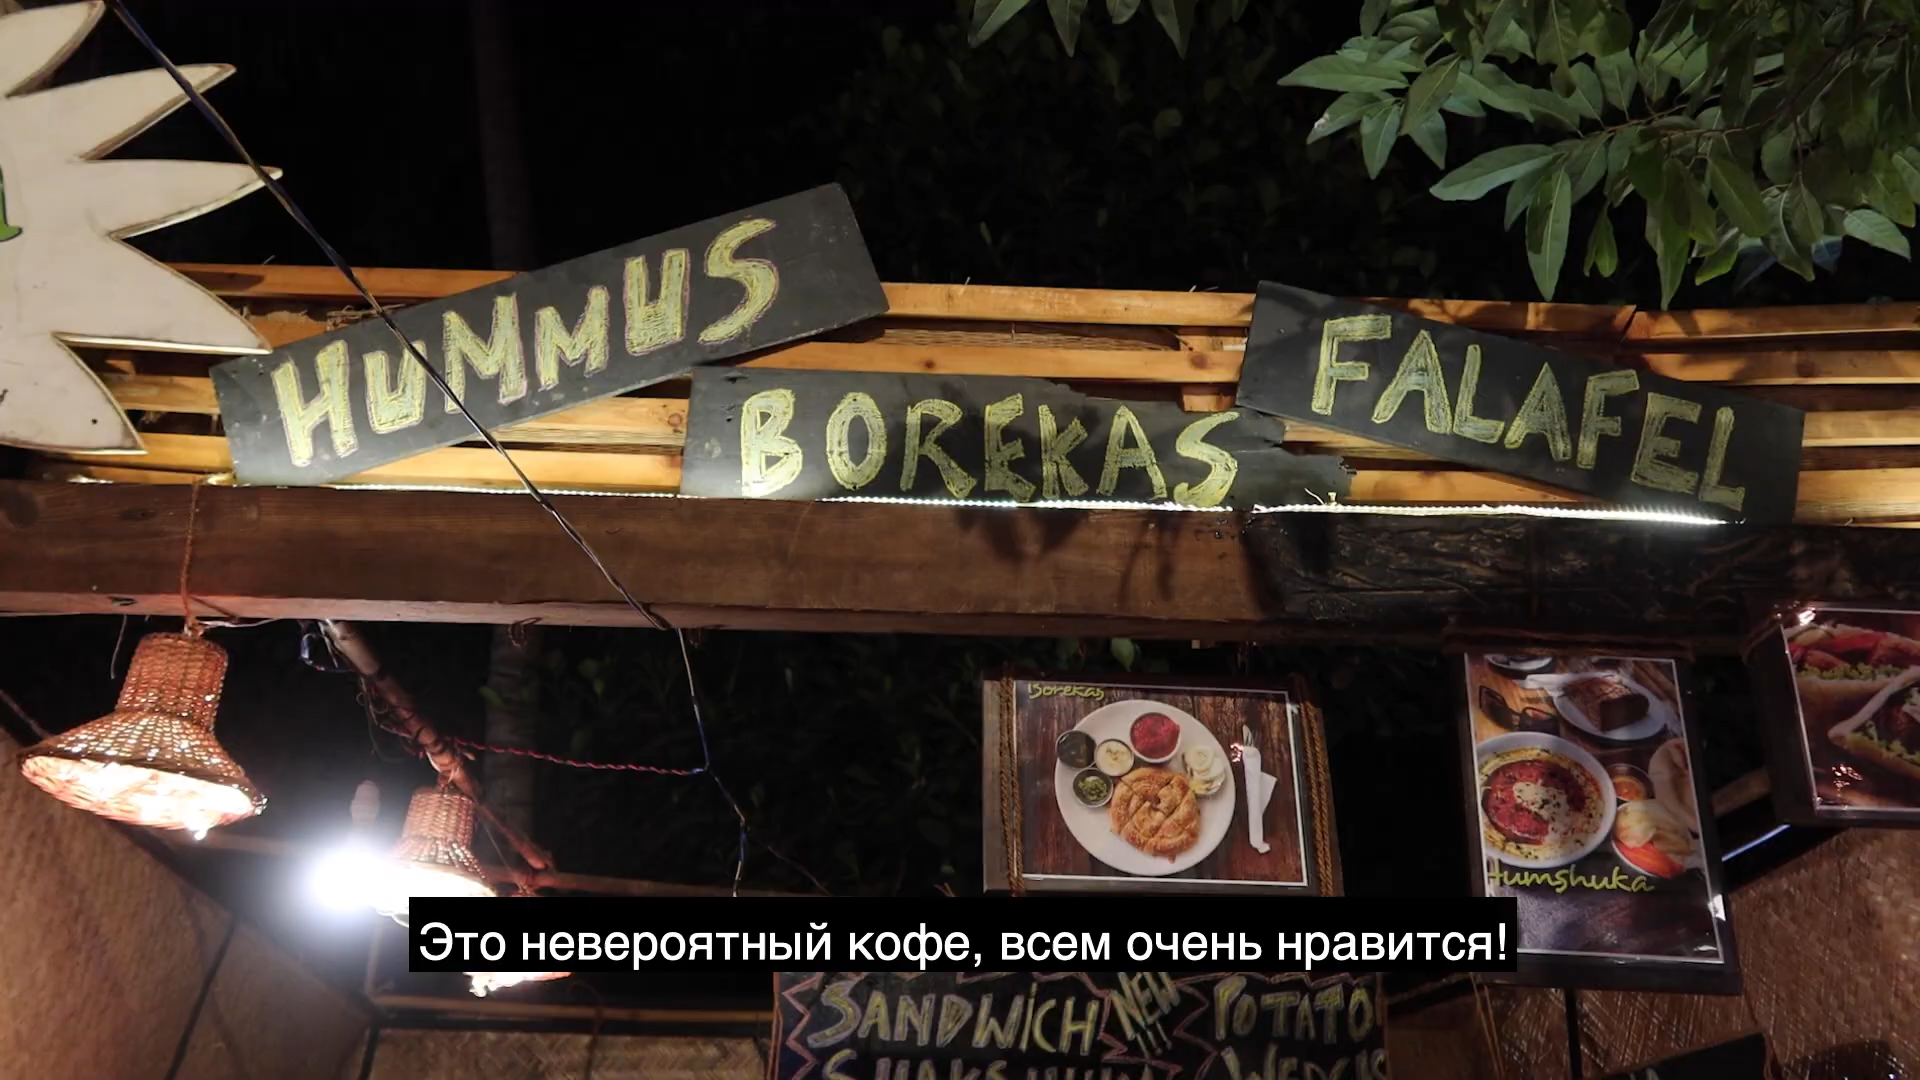 HUMMUS
BOREKAS
FALAFEL
Borekas
Humshuka
Это невероятный кофе, всем очень нравится!
SANDWICH NEW!!! POTATO